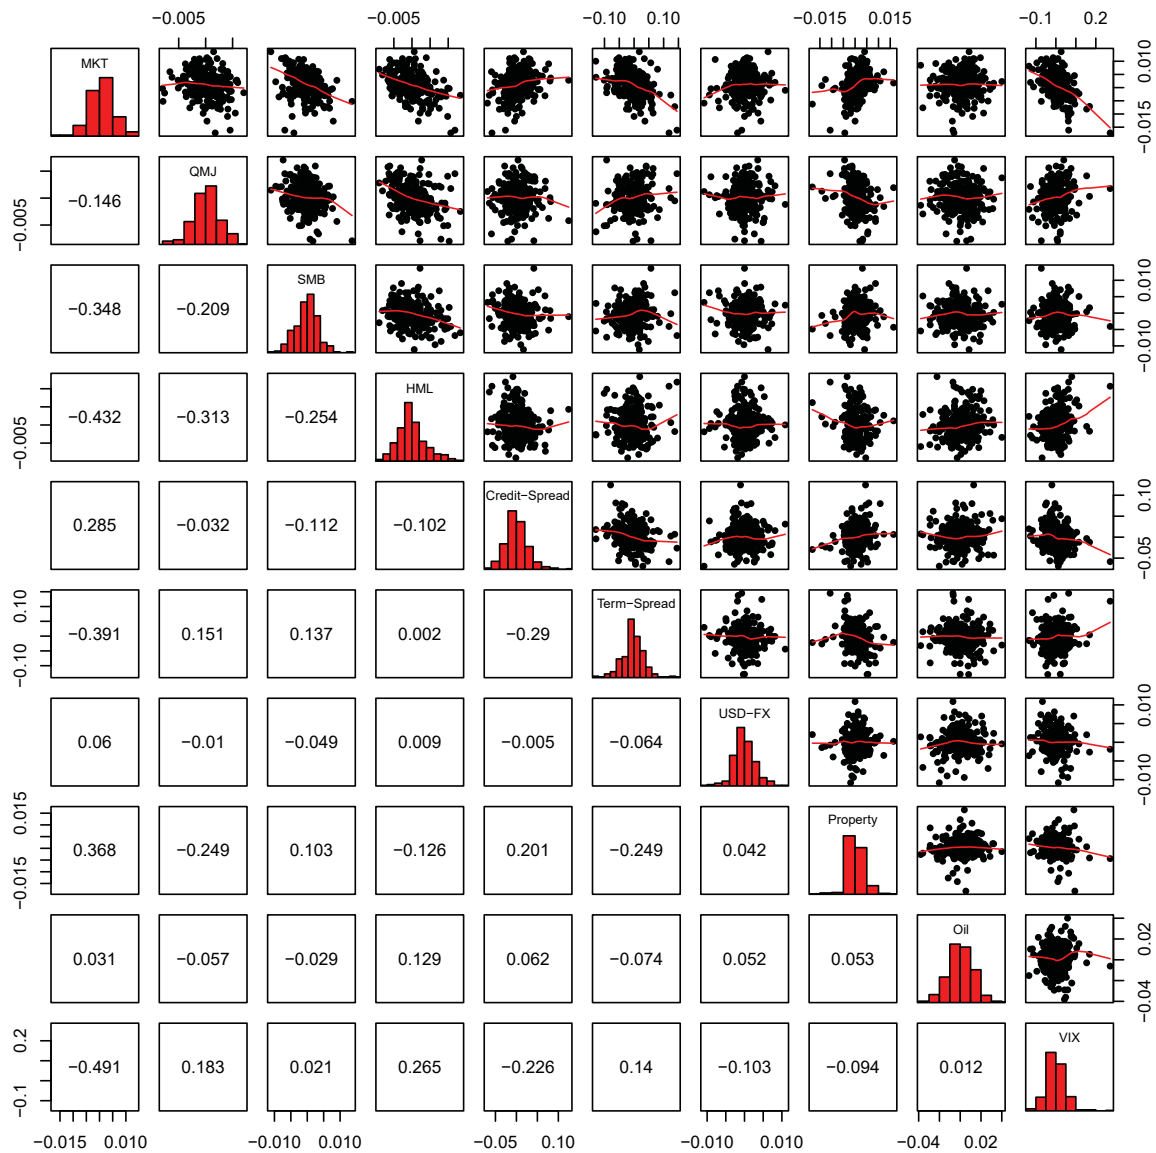 −0.005 −0.005 −0.10 0.10 −0.015 0.015 −0.1 0.2
MKT
−0.015 0.010
−0.146 QMJ
−0.005
−0.348 −0.209 SMB
−0.010 0.010
−0.432 −0.313 −0.254 HML
−0.005
0.285 −0.032 −0.112 −0.102 Credit−Spread
−0.05 0.10
−0.391 0.151 0.137 0.002 −0.29 Term−Spread
−0.10 0.10
0.06 −0.01 −0.049 0.009 −0.005 −0.064 USD−FX
−0.010 0.010
0.368 −0.249 0.103 −0.126 0.201 −0.249 0.042 Property
−0.015 0.015
0.031 −0.057 −0.029 0.129 0.062 −0.074 0.052 0.053 Oil
−0.04 0.02
−0.491 0.183 0.021 0.265 −0.226 0.14 −0.103 −0.094 0.012 VIX
−0.1 0.2
−0.015 0.010 −0.010 0.010 −0.05 0.10 −0.010 0.010 −0.04 0.02